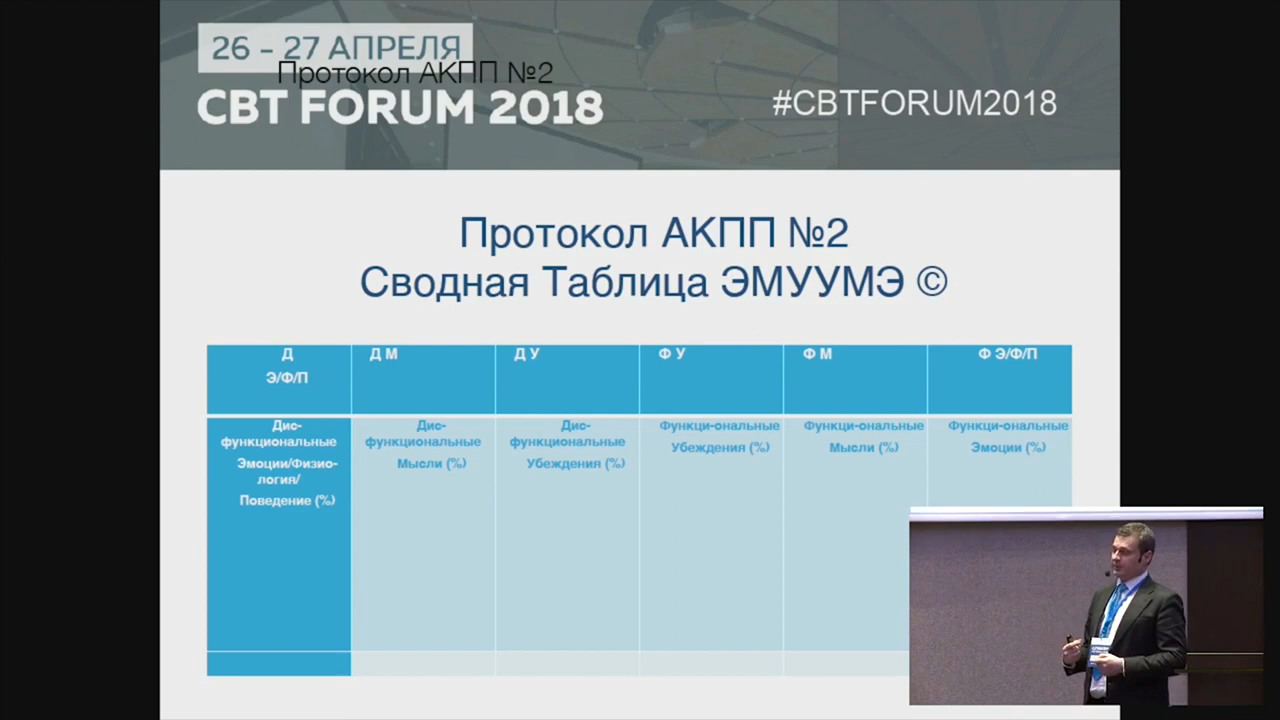 26 – 27 АПРЕЛЯ
Протокол АКПП №2
CBT FORUM 2018
#CBTFORUM2018
Протокол АКПП №2
Сводная Таблица ЭМУУМЭ ©
Д
Э/Ф/П
Д М
Д У
Ф У
Ф М
Ф Э/Ф/П
Дис-
функциональные
Эмоции/Физио-
логия/
Поведение (%)
Дис-
функциональные
Мысли (%)
Дис-
функциональные
Убеждения (%)
Функци-ональные
Убеждения (%)
Функци-ональные
Мысли (%)
Функци-ональные
Эмоции (%)